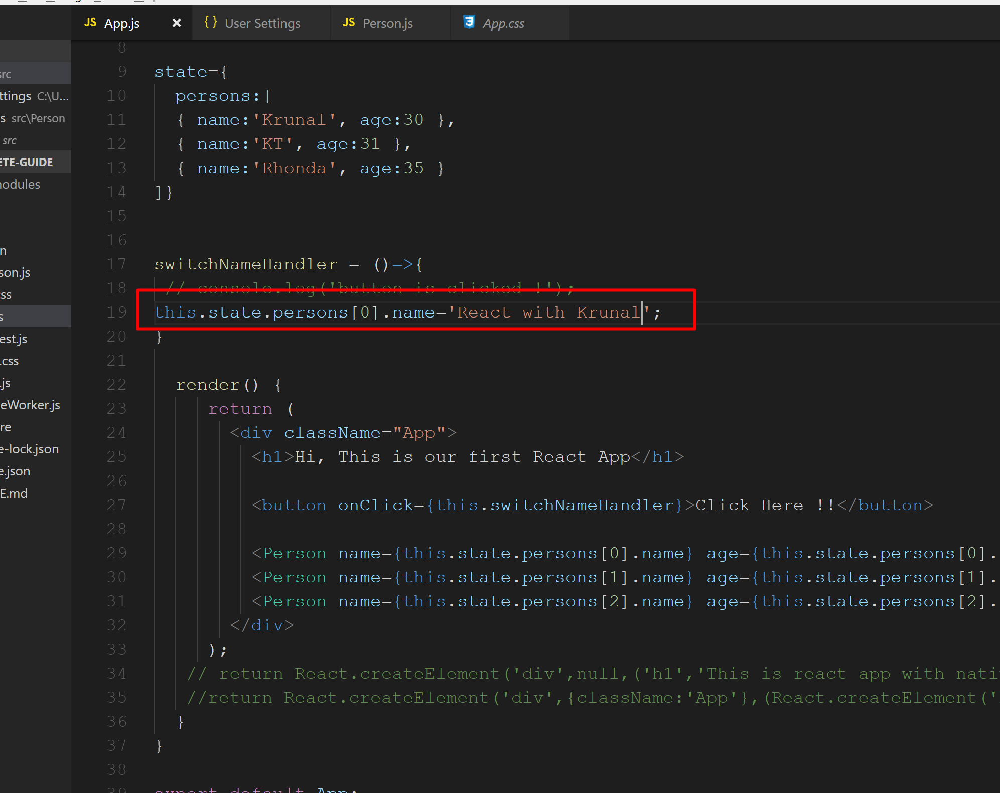 JS App.js × {} User Settings JS Person.js App.css
src
ttings C:\U...
s src\Person
src
ETE-GUIDE
nodules
n
son.js
ss
s
est.js
.css
.js
eWorker.js
re
e-lock.json
e.json
E.md
8
9 state={
10 persons:[
11 { name:'Krunal', age:30 },
12 { name:'KT', age:31 },
13 { name:'Rhonda', age:35 }
14 ]}
15
16
17 switchNameHandler = ()=>{
18 // console.log('button is clicked !');
19 this.state.persons[0].name='React with Krunal';
20 }
21
22 render() {
23 return (
24 <div className="App">
25 <h1>Hi, This is our first React App</h1>
26
27 <button onClick={this.switchNameHandler}>Click Here !!</button>
28
29 <Person name={this.state.persons[0].name} age={this.state.persons[0].
30 <Person name={this.state.persons[1].name} age={this.state.persons[1].
31 <Person name={this.state.persons[2].name} age={this.state.persons[2].
32 </div>
33 );
34 // return React.createElement('div',null,('h1','This is react app with nati
35 //return React.createElement('div',{className:'App'},(React.createElement('
36 }
37 }
38
39 export default App;